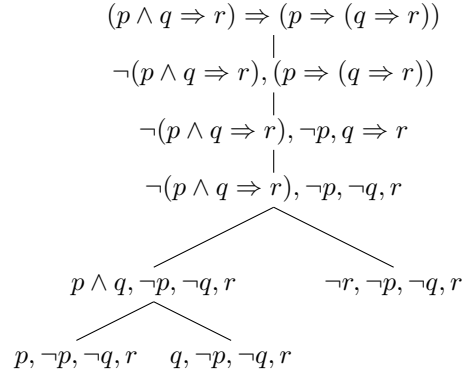 (p ∧ q ⇒ r) ⇒ (p ⇒ (q ⇒ r))
¬(p ∧ q ⇒ r), (p ⇒ (q ⇒ r))
¬(p ∧ q ⇒ r), ¬p, q ⇒ r
¬(p ∧ q ⇒ r), ¬p, ¬q, r
p ∧ q, ¬p, ¬q, r ¬r, ¬p, ¬q, r
p, ¬p, ¬q, r q, ¬p, ¬q, r